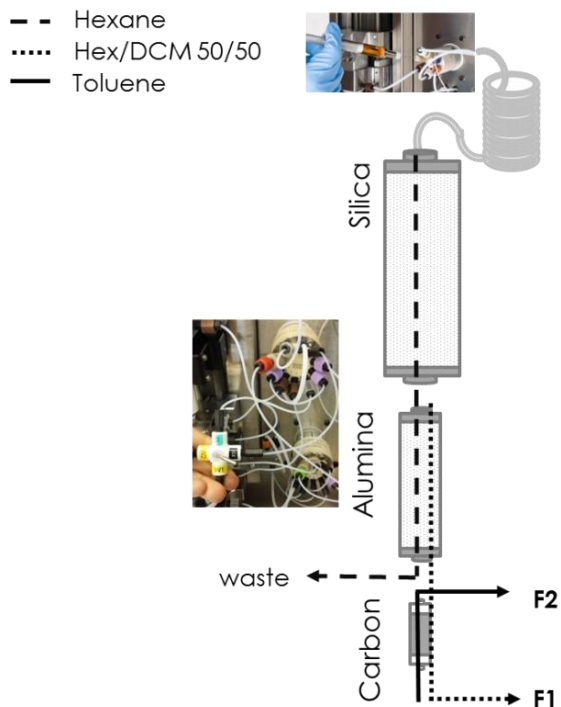 Hexane
Hex/DCM 50/50
Toluene
Silica
Alumina
waste
Carbon
F2
F1